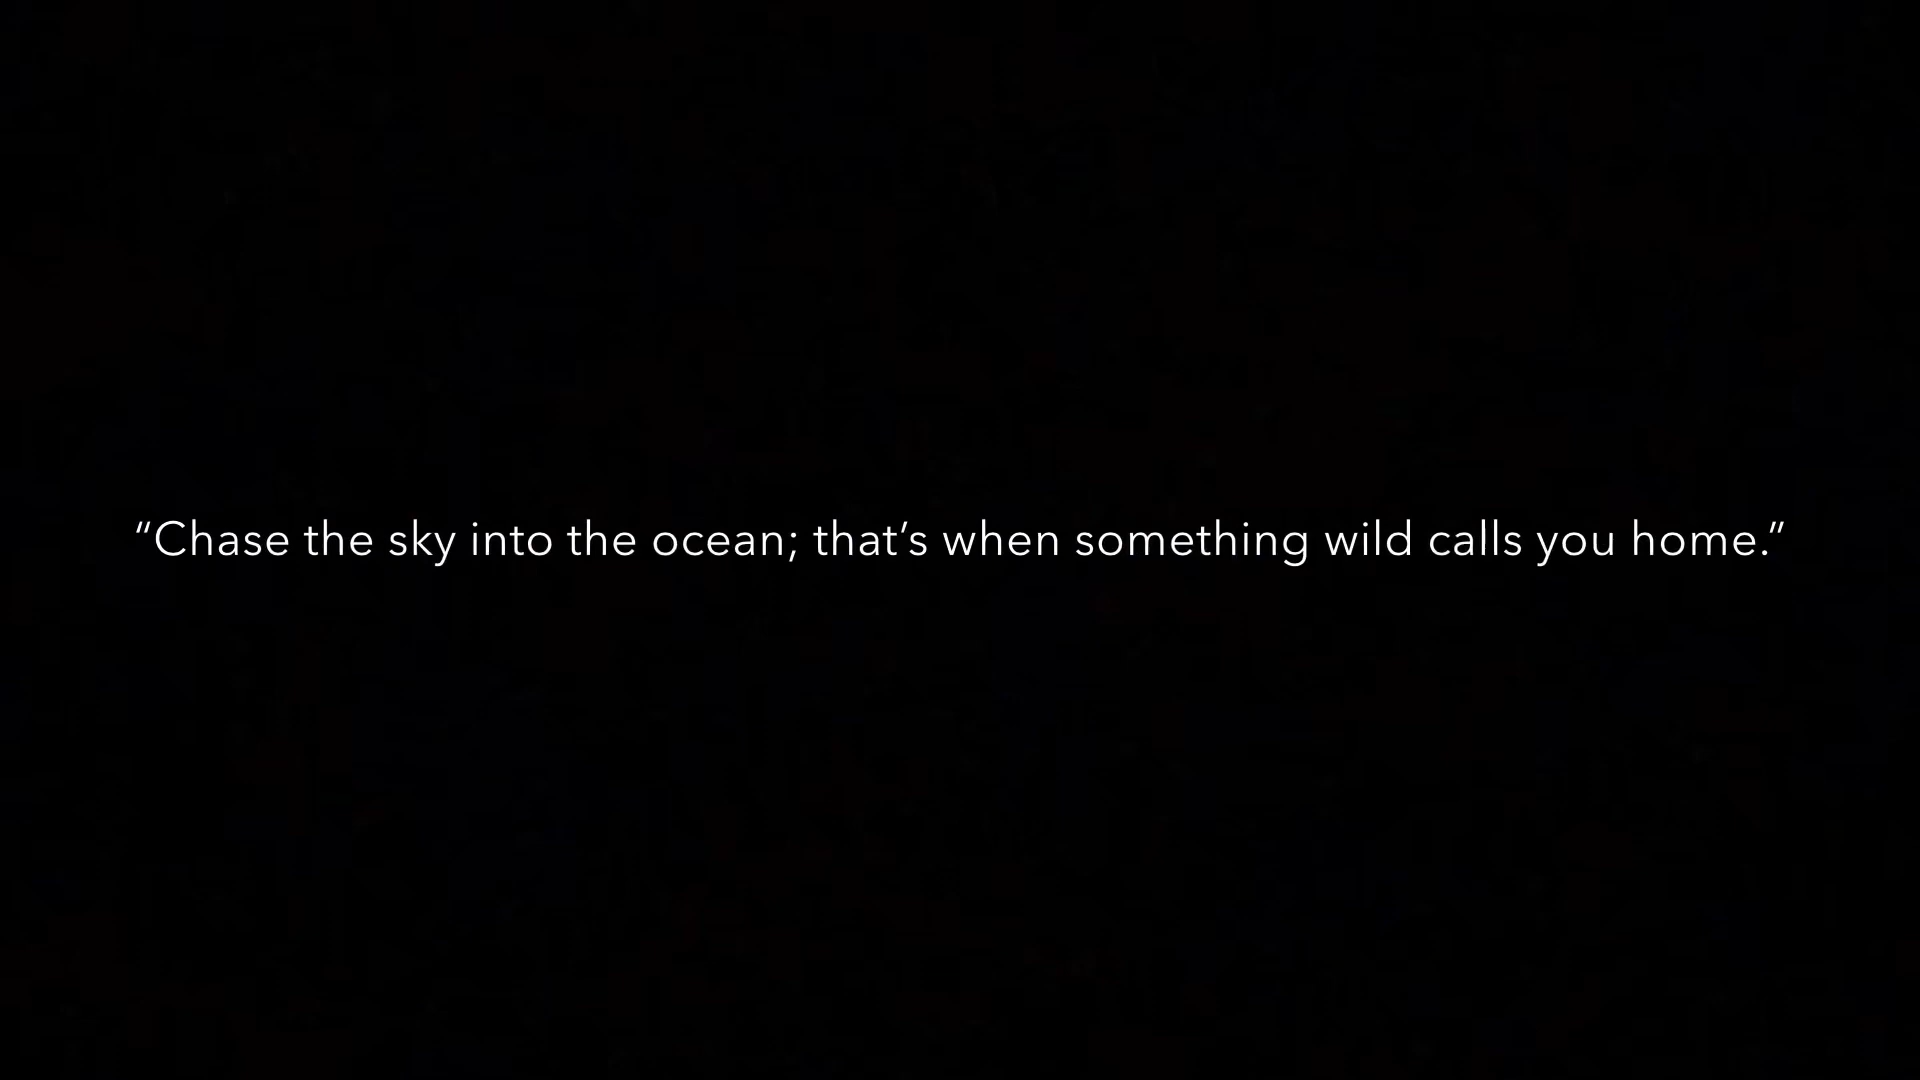 “Chase the sky into the ocean; that’s when something wild calls you home.”